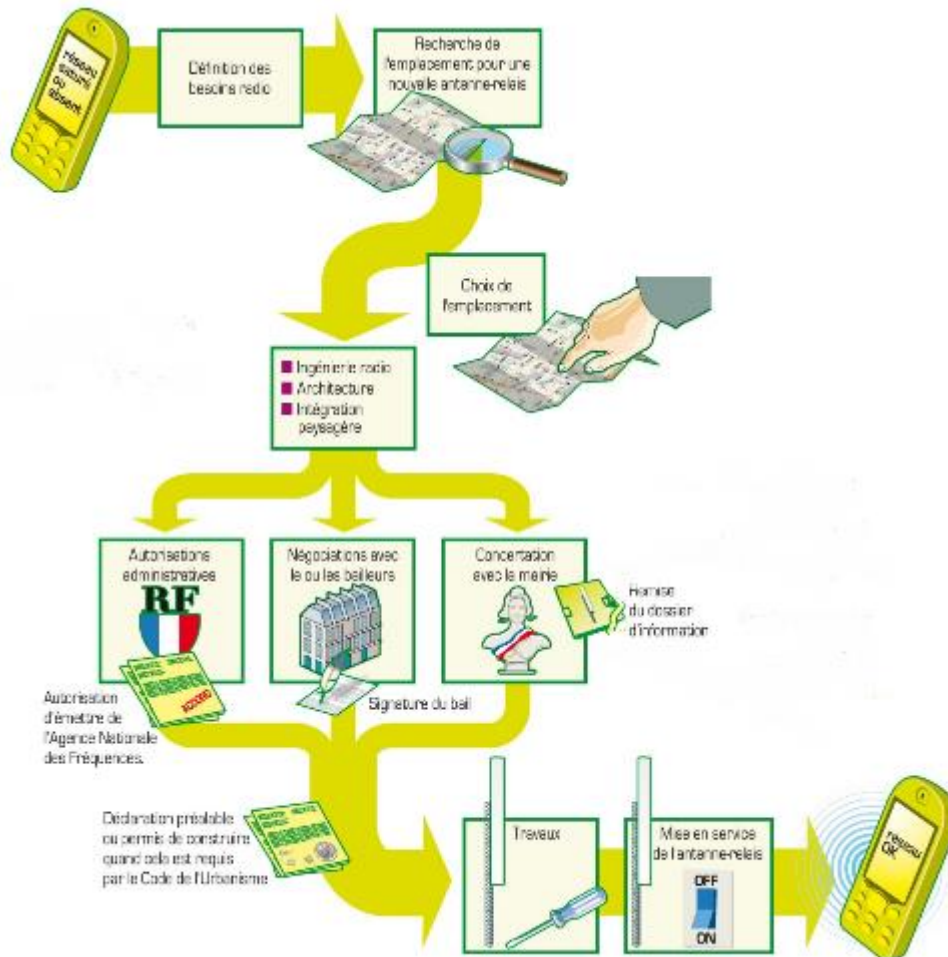 réseau
saturé
ou
absent
Définition des
besoins radio
Recherche de
l'emplacement pour une
nouvelle antenne-relais
Choix de
l'emplacement
Ingénierie radio
Architecture
Intégration
paysagère
Autorisations
administratives
RF
Négociations avec
le ou les bailleurs
Concertation
avec la mairie
Remise
du dossier
d'information
ACCORD
Signature du bail
Autorisation
d'émettre de
l'Agence Nationale
des Fréquences.
Déclaration préalable
ou permis de construire
quand cela est requis
par le Code de l'Urbanisme
Travaux
Mise en service
de l'antenne-relais
OFF
ON
réseau
OK